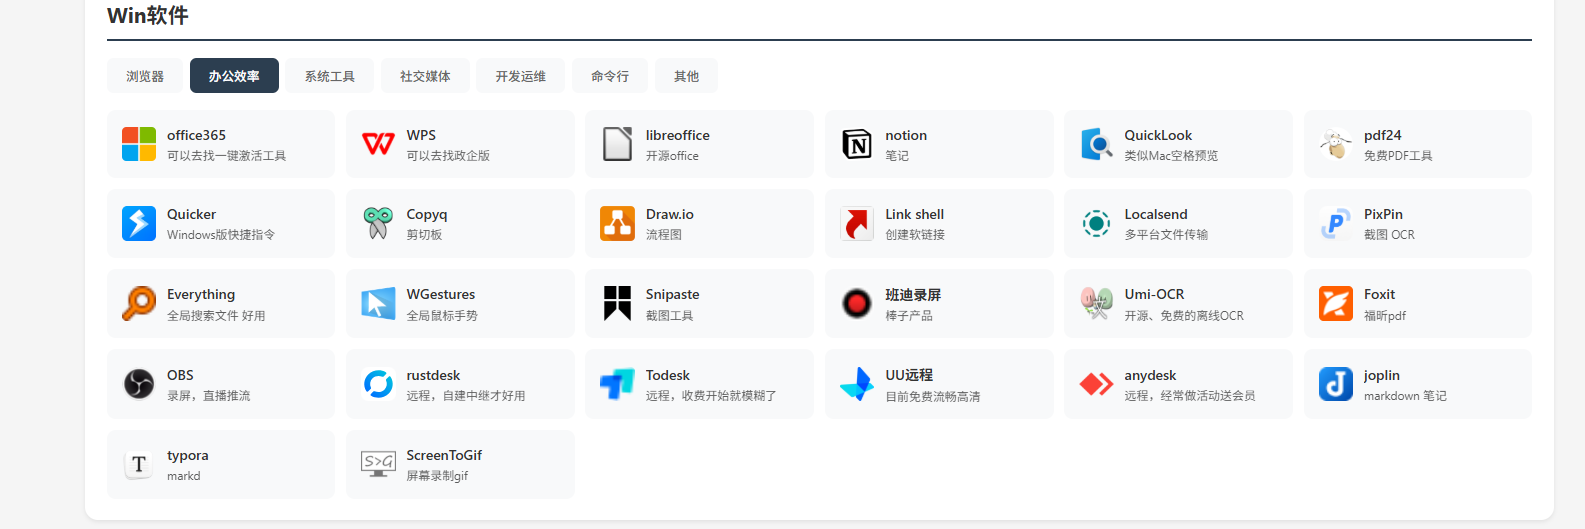 Win软件
浏览器 办公效率 系统工具 社交媒体 开发运维 命令行 其他
office365
可以去找一键激活工具
WPS
可以去找政企版
libreoffice
开源office
notion
笔记
QuickLook
类似Mac空格预览
pdf24
免费PDF工具
Quicker
Windows版快捷指令
Copyq
剪切板
Draw.io
流程图
Link shell
创建软链接
Localsend
多平台文件传输
PixPin
截图 OCR
Everything
全局搜索文件 好用
WGestures
全局鼠标手势
Snipaste
截图工具
班迪录屏
棒子产品
Umi-OCR
开源、免费的离线OCR
Foxit
福昕pdf
OBS
录屏，直播推流
rustdesk
远程，自建中继才好用
Todesk
远程，收费开始就模糊了
UU远程
目前免费流畅高清
anydesk
远程，经常做活动送会员
joplin
markdown 笔记
typora
markd
S>G
ScreenToGif
屏幕录制gif